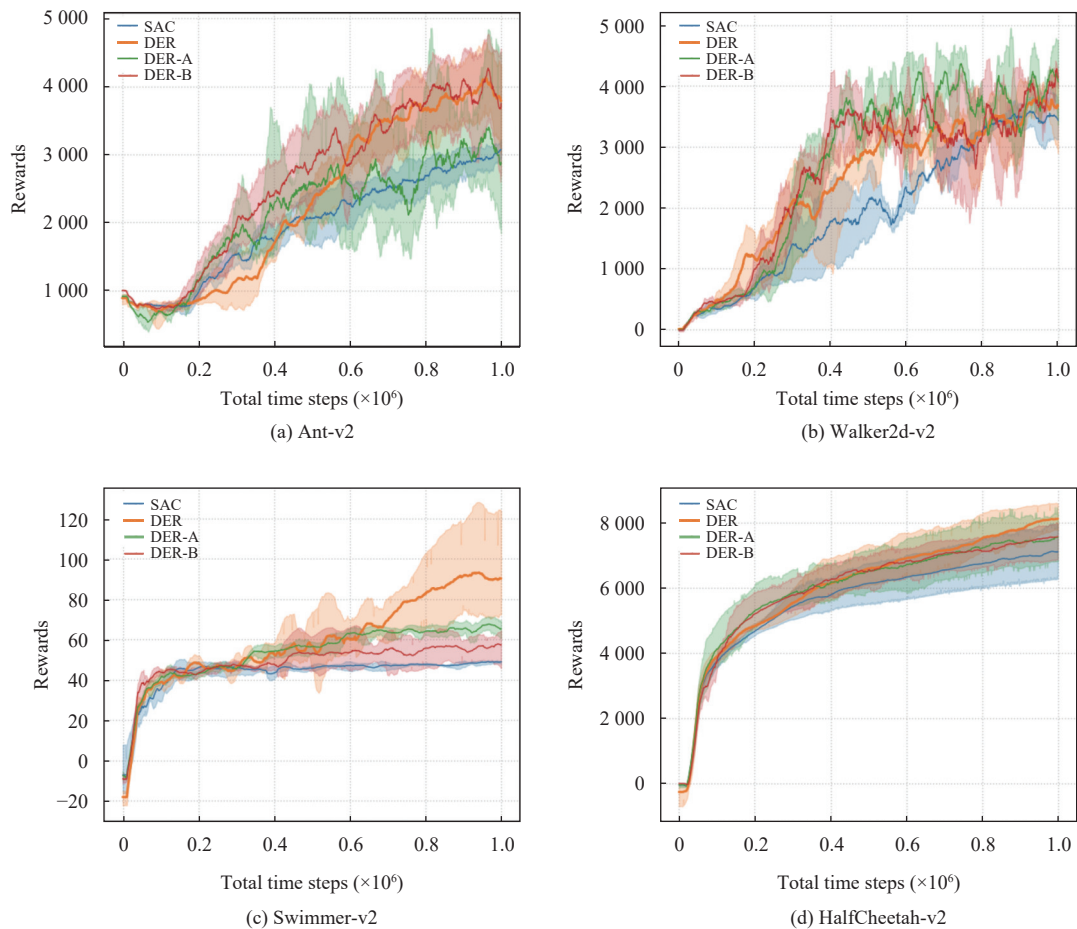 5 000
4 000
3 000
2 000
1 000
Rewards
SAC
DER
DER-A
DER-B
0 0.2 0.4 0.6 0.8 1.0
Total time steps (×10⁶)
(a) Ant-v2
5 000
4 000
3 000
2 000
1 000
0
Rewards
SAC
DER
DER-A
DER-B
0 0.2 0.4 0.6 0.8 1.0
Total time steps (×10⁶)
(b) Walker2d-v2
120
100
80
60
40
20
0
−20
Rewards
SAC
DER
DER-A
DER-B
0 0.2 0.4 0.6 0.8 1.0
Total time steps (×10⁶)
(c) Swimmer-v2
8 000
6 000
4 000
2 000
0
Rewards
SAC
DER
DER-A
DER-B
0 0.2 0.4 0.6 0.8 1.0
Total time steps (×10⁶)
(d) HalfCheetah-v2